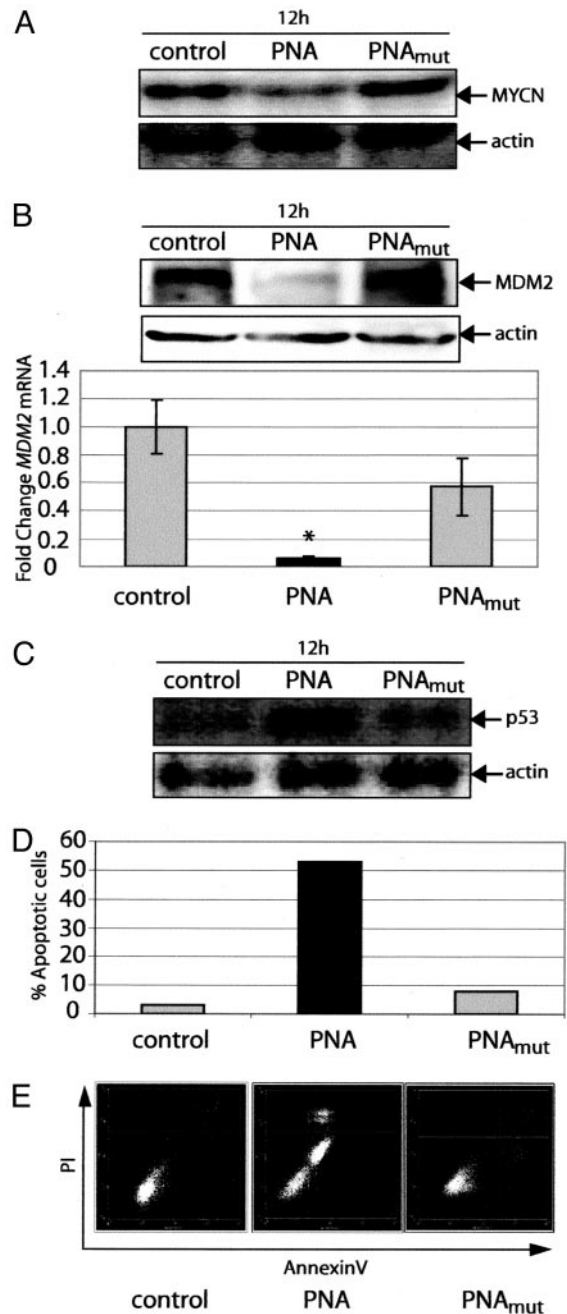 A
12h
control PNA PNAmut
MYCN
actin
B
12h
control PNA PNAmut
MDM2
actin
Fold Change MDM2 mRNA
1.4
1.2
1.0
0.8
0.6
0.4
0.2
0
*
control PNA PNAmut
C
12h
control PNA PNAmut
p53
actin
D
% Apoptotic cells
60
50
40
30
20
10
0
control PNA PNAmut
E
PI
AnnexinV
control PNA PNAmut